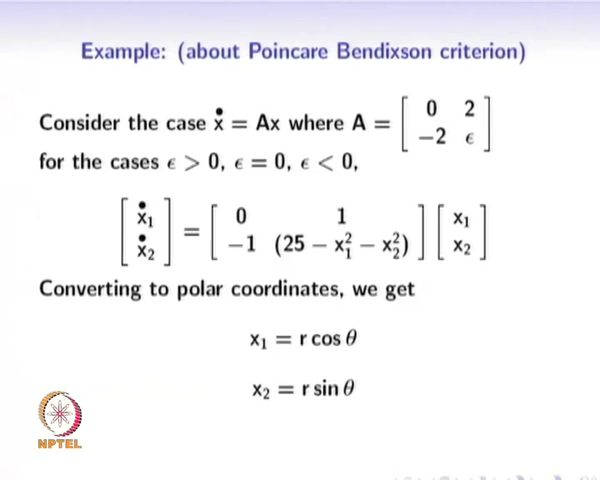 Example: (about Poincare Bendixson criterion)
Consider the case ẋ = Ax where A = [ 0 2 ; −2 ϵ ]
for the cases ϵ > 0, ϵ = 0, ϵ < 0,
[ ẋ₁ ; ẋ₂ ] = [ 0 1 ; −1 (25 − x₁² − x₂²) ] [ x₁ ; x₂ ]
Converting to polar coordinates, we get
x₁ = r cos θ
x₂ = r sin θ
NPTEL